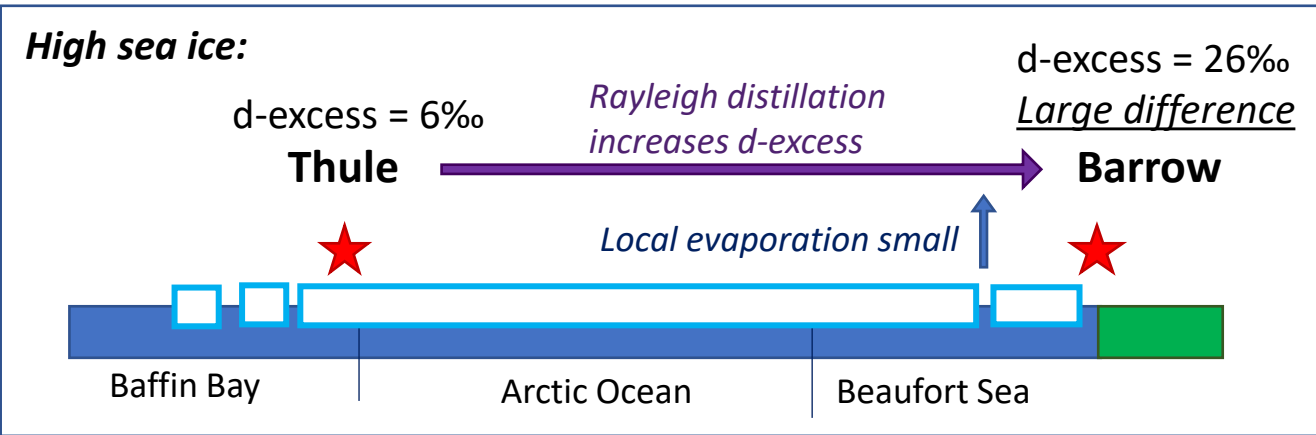 High sea ice:
d-excess = 26‰
Large difference
Rayleigh distillation
increases d-excess
d-excess = 6‰
Thule
Barrow
Local evaporation small
Baffin Bay
Arctic Ocean
Beaufort Sea